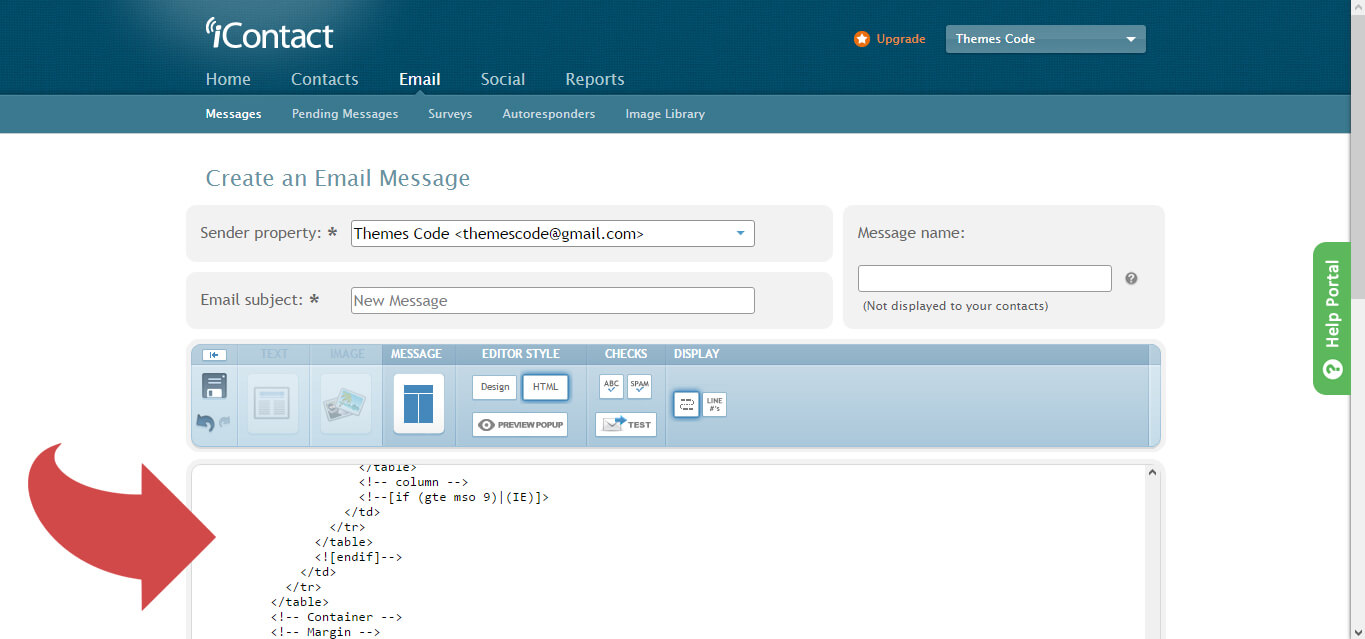 iContact
Upgrade
Themes Code
Home Contacts Email Social Reports
Messages Pending Messages Surveys Autoresponders Image Library
Create an Email Message
Sender property: * Themes Code <themescode@gmail.com>
Message name:
(Not displayed to your contacts)
Email subject: * New Message
Help Portal
TEXT IMAGE MESSAGE EDITOR STYLE CHECKS DISPLAY
Design HTML ABC SPAM
LINE
#'s
PREVIEW POPUP TEST
</table>
<!-- column -->
<!--[if (gte mso 9)|(IE)]>
</td>
</tr>
</table>
<![endif]-->
</td>
</tr>
</table>
<!-- Container -->
<!-- Margin -->